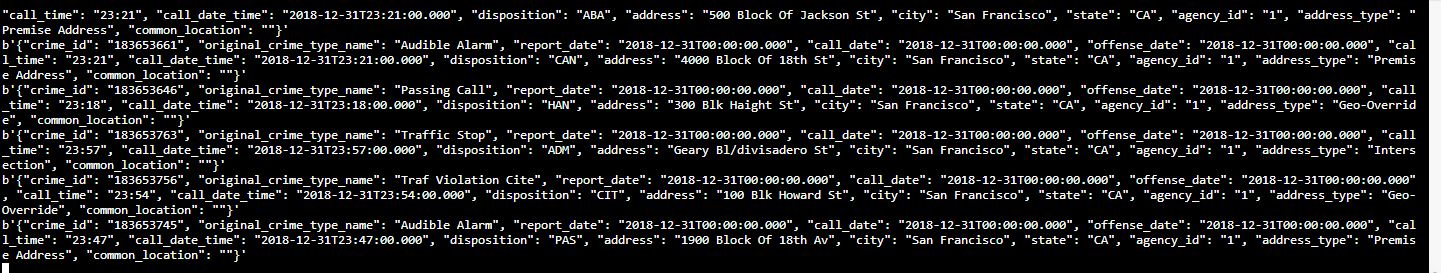 "call_time": "23:21", "call_date_time": "2018-12-31T23:21:00.000", "disposition": "ABA", "address": "500 Block Of Jackson St", "city": "San Francisco", "state": "CA", "agency_id": "1", "address_type": "
Premise Address", "common_location": ""}'
b'{"crime_id": "183653661", "original_crime_type_name": "Audible Alarm", "report_date": "2018-12-31T00:00:00.000", "call_date": "2018-12-31T00:00:00.000", "offense_date": "2018-12-31T00:00:00.000", "cal
l_time": "23:21", "call_date_time": "2018-12-31T23:21:00.000", "disposition": "CAN", "address": "4000 Block Of 18th St", "city": "San Francisco", "state": "CA", "agency_id": "1", "address_type": "Premis
e Address", "common_location": ""}'
b'{"crime_id": "183653646", "original_crime_type_name": "Passing Call", "report_date": "2018-12-31T00:00:00.000", "call_date": "2018-12-31T00:00:00.000", "offense_date": "2018-12-31T00:00:00.000", "call
_time": "23:18", "call_date_time": "2018-12-31T23:18:00.000", "disposition": "HAN", "address": "300 Blk Haight St", "city": "San Francisco", "state": "CA", "agency_id": "1", "address_type": "Geo-Overrid
e", "common_location": ""}'
b'{"crime_id": "183653763", "original_crime_type_name": "Traffic Stop", "report_date": "2018-12-31T00:00:00.000", "call_date": "2018-12-31T00:00:00.000", "offense_date": "2018-12-31T00:00:00.000", "call
_time": "23:57", "call_date_time": "2018-12-31T23:57:00.000", "disposition": "ADM", "address": "Geary Bl/divisadero St", "city": "San Francisco", "state": "CA", "agency_id": "1", "address_type": "Inters
ection", "common_location": ""}'
b'{"crime_id": "183653756", "original_crime_type_name": "Traf Violation Cite", "report_date": "2018-12-31T00:00:00.000", "call_date": "2018-12-31T00:00:00.000", "offense_date": "2018-12-31T00:00:00.000"
, "call_time": "23:54", "call_date_time": "2018-12-31T23:54:00.000", "disposition": "CIT", "address": "100 Blk Howard St", "city": "San Francisco", "state": "CA", "agency_id": "1", "address_type": "Geo-
Override", "common_location": ""}'
b'{"crime_id": "183653745", "original_crime_type_name": "Audible Alarm", "report_date": "2018-12-31T00:00:00.000", "call_date": "2018-12-31T00:00:00.000", "offense_date": "2018-12-31T00:00:00.000", "cal
l_time": "23:47", "call_date_time": "2018-12-31T23:47:00.000", "disposition": "PAS", "address": "1900 Block Of 18th Av", "city": "San Francisco", "state": "CA", "agency_id": "1", "address_type": "Premis
e Address", "common_location": ""}'